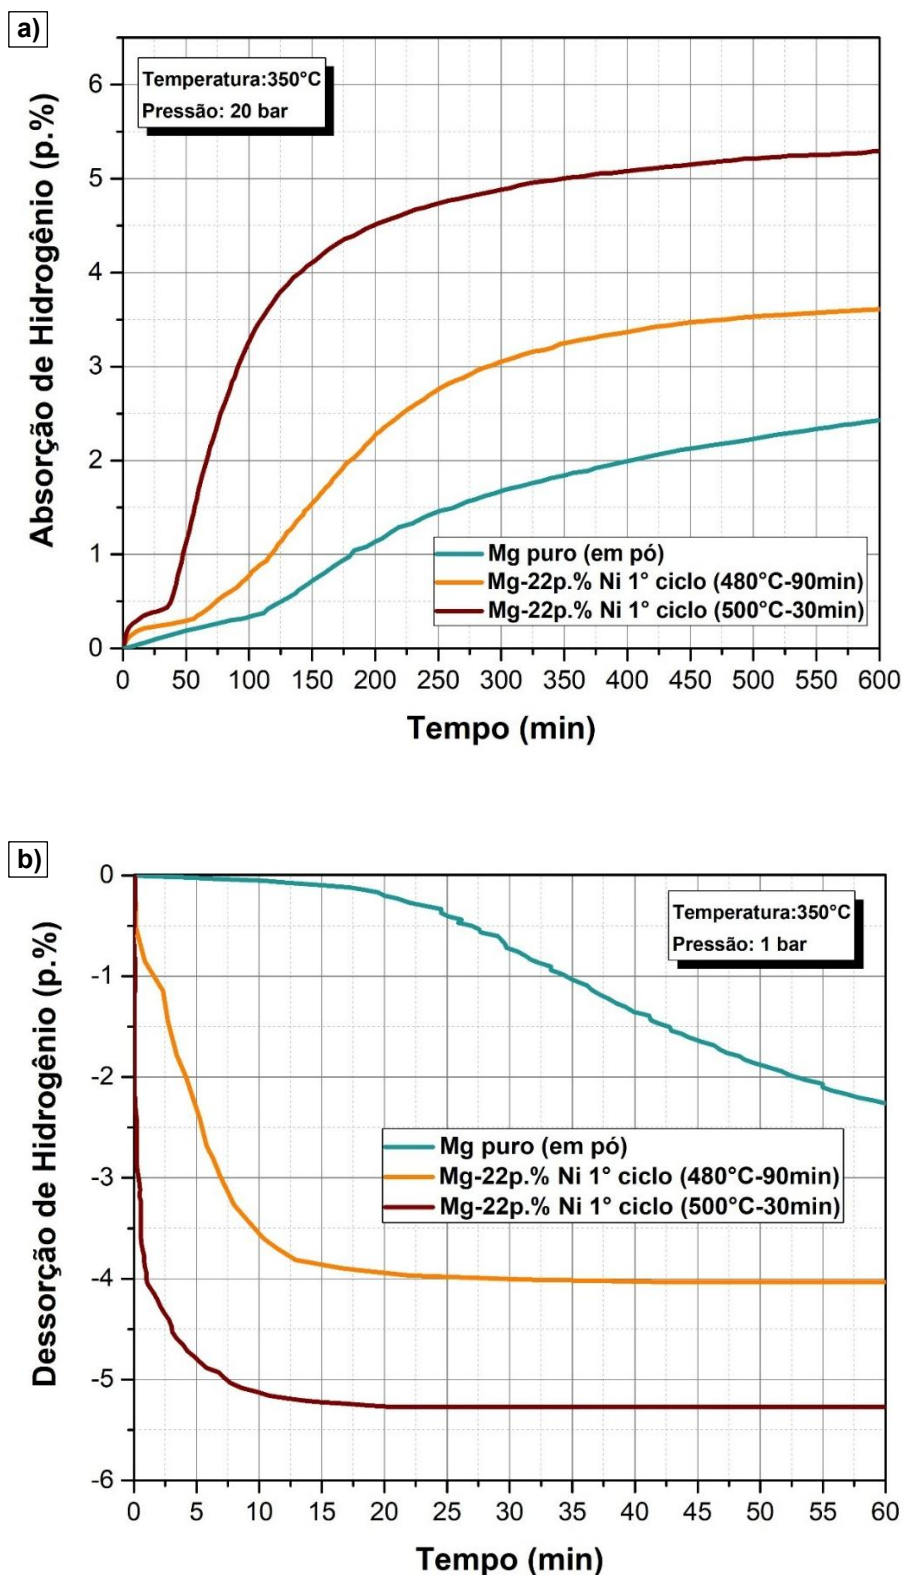 a)
Absorção de Hidrogênio (p.%)
6
5
4
3
2
1
0
Temperatura:350°C
Pressão: 20 bar
Mg puro (em pó)
Mg-22p.% Ni 1° ciclo (480°C-90min)
Mg-22p.% Ni 1° ciclo (500°C-30min)
0 50 100 150 200 250 300 350 400 450 500 550 600
Tempo (min)
b)
Dessorção de Hidrogênio (p.%)
0
-1
-2
-3
-4
-5
-6
Temperatura:350°C
Pressão: 1 bar
Mg puro (em pó)
Mg-22p.% Ni 1° ciclo (480°C-90min)
Mg-22p.% Ni 1° ciclo (500°C-30min)
0 5 10 15 20 25 30 35 40 45 50 55 60
Tempo (min)